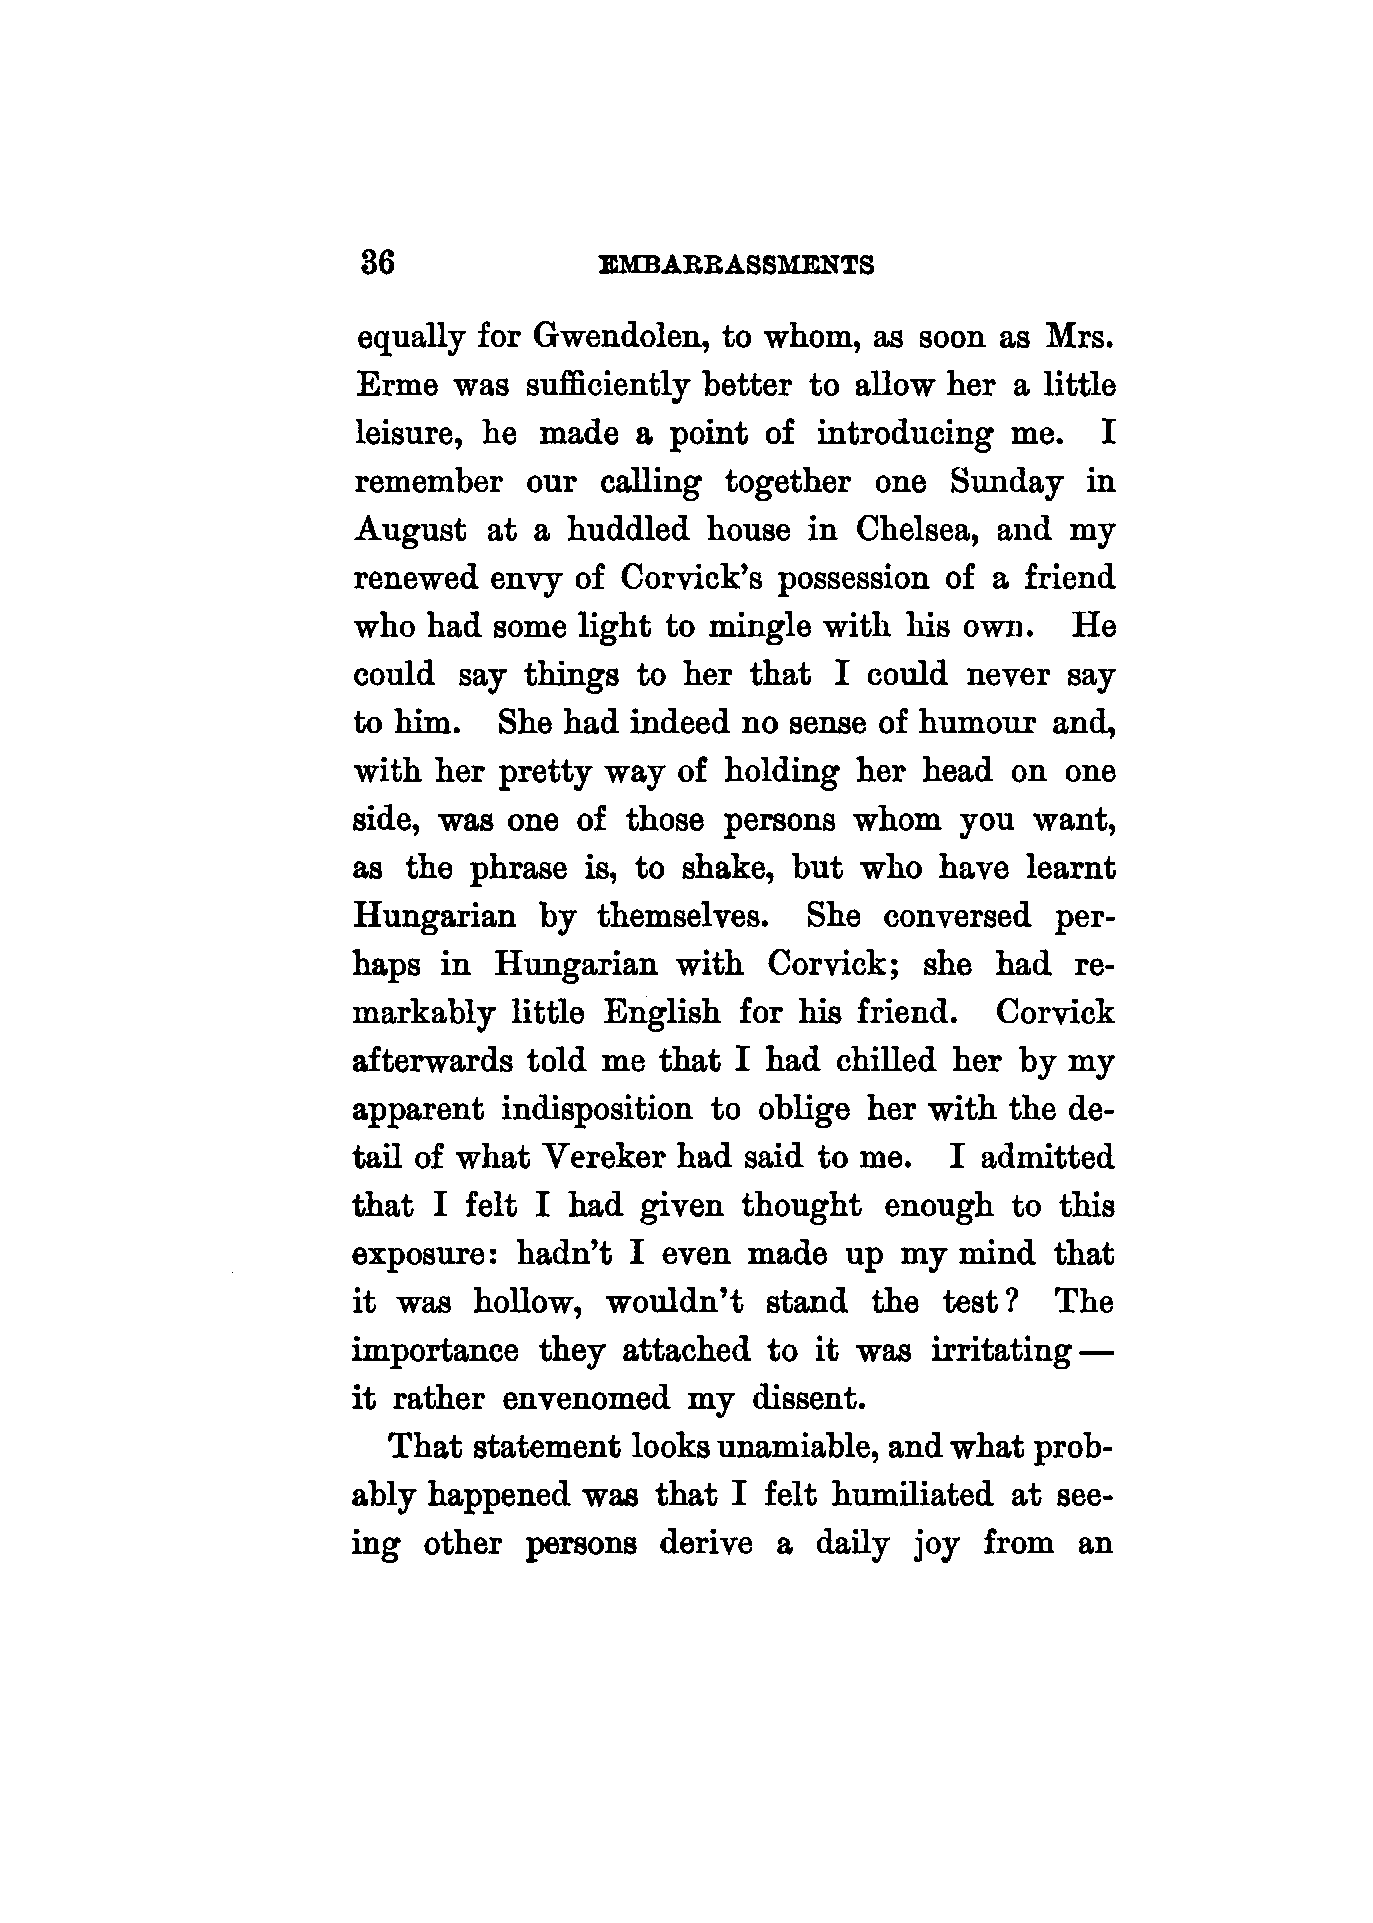 36 EMBARRASSMENTS
equally for Gwendolen, to whom, as soon as Mrs.
Erme was sufficiently better to allow her a little
leisure, he made a point of introducing me. I
remember our calling together one Sunday in
August at a huddled house in Chelsea, and my
renewed envy of Corvick's possession of a friend
who had some light to mingle with his own. He
could say things to her that I could never say
to him. She had indeed no sense of humour and,
with her pretty way of holding her head on one
side, was one of those persons whom you want,
as the phrase is, to shake, but who have learnt
Hungarian by themselves. She conversed per-
haps in Hungarian with Corvick; she had re-
markably little English for his friend. Corvick
afterwards told me that I had chilled her by my
apparent indisposition to oblige her with the de-
tail of what Vereker had said to me. I admitted
that I felt I had given thought enough to this
exposure: hadn't I even made up my mind that
it was hollow, wouldn't stand the test? The
importance they attached to it was irritating—
it rather envenomed my dissent.
That statement looks unamiable, and what prob-
ably happened was that I felt humiliated at see-
ing other persons derive a daily joy from an